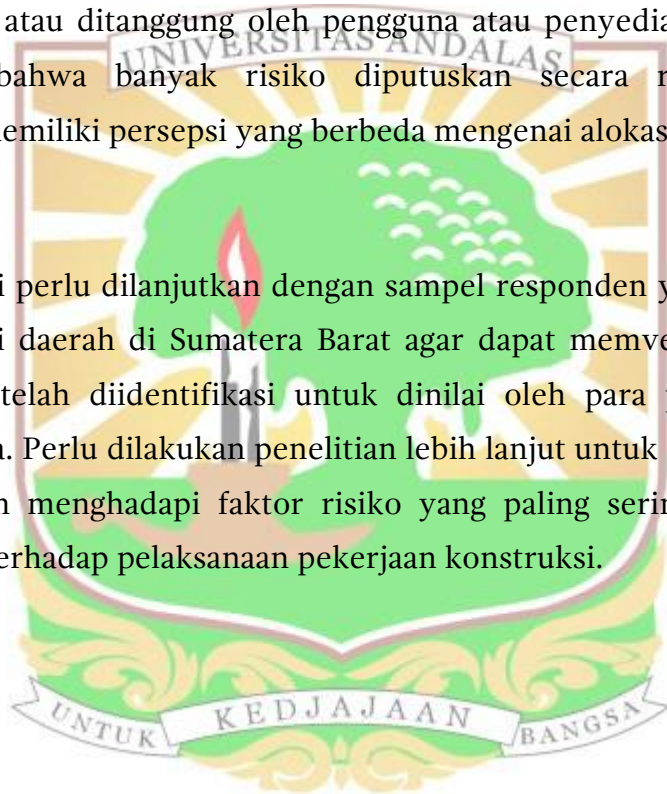 atau ditanggung oleh pengguna atau penyedia
UNIVERSITAS ANDALAS
bahwa banyak risiko diputuskan secara
memiliki persepsi yang berbeda mengenai alokas
i perlu dilanjutkan dengan sampel responden y
i daerah di Sumatera Barat agar dapat memve
telah diidentifikasi untuk dinilai oleh para
a. Perlu dilakukan penelitian lebih lanjut untuk
n menghadapi faktor risiko yang paling serin
terhadap pelaksanaan pekerjaan konstruksi.
UNTUK KEDJAJAAN BANGSA